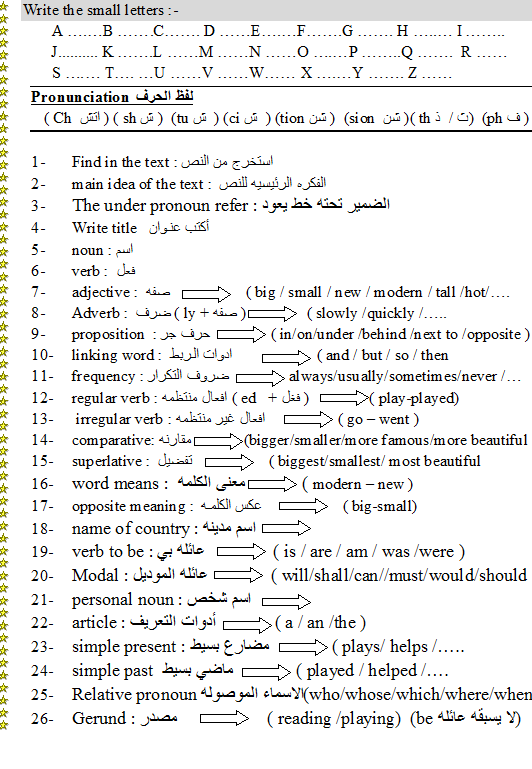 Write the small letters :-
A .......B .......C.......D .......E.......F.......G ....... H ....... I ........
J......... K .......L .......M .......N .......O .......P........Q ....... R ......
S ....... T.... ...U.......V .......W...... X .......Y ....... Z ......
Pronunciation لفظ الحرف
( Ch اتش ) ( sh ش ) (tu ش ) (ci ش ) (tion شن ) (sion شن )( th ث / ذ ) (ph ف )
1- Find in the text : استخرج من النص
2- main idea of the text : الفكره الرئيسيه للنص
3- The under pronoun refer : الضمير تحته خط يعود
4- Write title أكتب عنوان
5- noun : اسم
6- verb : فعل
7- adjective : صفه ( big / small / new / modern / tall /hot/….
8- Adverb : ضرف ( ly + صفه ) ( slowly /quickly /…..
9- proposition : حرف جر ( in/on/under /behind /next to /opposite )
10- linking word : ادوات الربط ( and / but / so / then
11- frequency : ضروف التكرار always/usually/sometimes/never /…
12- regular verb : افعال منتظمه ( ed + فعل ) ( play-played)
13- irregular verb : افعال غير منتظمه ( go – went )
14- comparative: مقارنه (bigger/smaller/more famous/more beautiful
15- superlative : تفضيل ( biggest/smallest/ most beautiful
16- word means : معنى الكلمه ( modern – new )
17- opposite meaning : عكس الكلمه ( big-small)
18- name of country : اسم مدينه
19- verb to be : عائله بي ( is / are / am / was /were )
20- Modal : عائله الموديل ( will/shall/can//must/would/should
21- personal noun : اسم شخص
22- article : أدوات التعريف ( a / an /the )
23- simple present : مضارع بسيط ( plays/ helps /…..
24- simple past ماضي بسيط ( played / helped /….
25- Relative pronoun الاسماء الموصوله(who/whose/which/where/when
26- Gerund : مصدر ( reading /playing) (be لا يسبقه عائله)